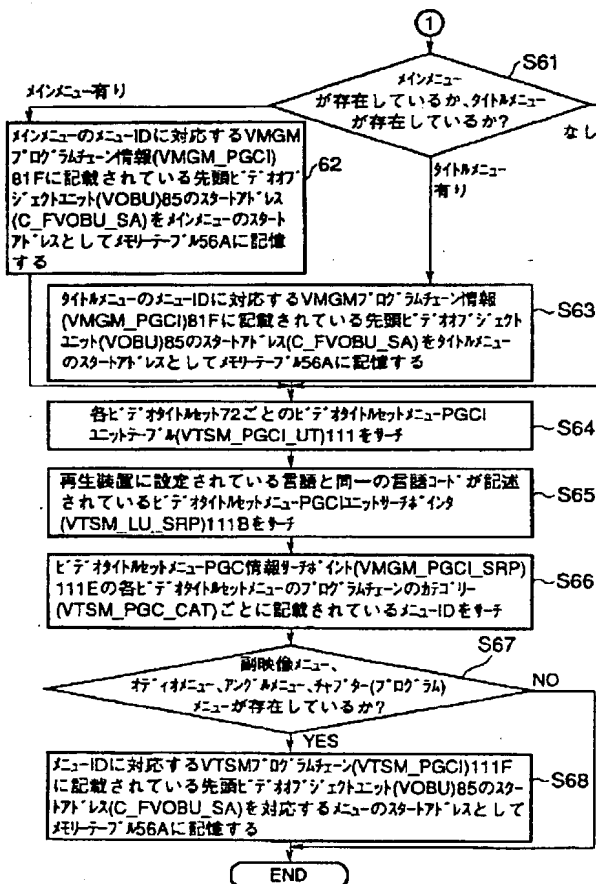 1
S61
メインメニュー
が存在しているか、タイトルメニュー
が存在しているか?
メインメニュー有り
なし
タイトルメニュー
有り
62
メインメニューのメニューIDに対応するVMGM
プログラムチェーン情報(VMGM_PGCI)
81Fに記載されている先頭ビデオオブ
ジェクトユニット(VOBU)85のスタートアドレス
(C_FVOBU_SA)をメインメニューのスタート
アドレスとしてメモリーテーブル56Aに記憶
する
S63
タイトルメニューのメニューIDに対応するVMGMプログラムチェーン情報
(VMGM_PGCI)81Fに記載されている先頭ビデオオブジェクト
ユニット(VOBU)85のスタートアドレス(C_FVOBU_SA)をタイトルメニュー
のスタートアドレスとしてメモリーテーブル56Aに記憶する
S64
各ビデオタイトルセット72ごとのビデオタイトルセットメニューPGCI
ユニットテーブル(VTSM_PGCI_UT)111をサーチ
S65
再生装置に設定されている言語と同一の言語コードが記述
されているビデオタイトルセットメニューPGCIユニットサーチポインタ
(VTSM_LU_SRP)111Bをサーチ
S66
ビデオタイトルセットメニューPGC情報サーチポイント(VMGM_PGCI_SRP)
111Eの各ビデオタイトルセットメニューのプログラムチェーンのカテゴリー
(VTSM_PGC_CAT)ごとに記載されているメニューIDをサーチ
S67
副映像メニュー、
オディオメニュー、アングルメニュー、チャプター(プログラム)
メニューが存在しているか?
NO
YES
S68
メニューIDに対応するVTSMプログラムチェーン(VTSM_PGCI)111F
に記載されている先頭ビデオオブジェクトユニット(VOBU)85のスター
トアドレス(C_FVOBU_SA)を対応するメニューのスタートアドレスとして
メモリーテーブル56Aに記憶する
END